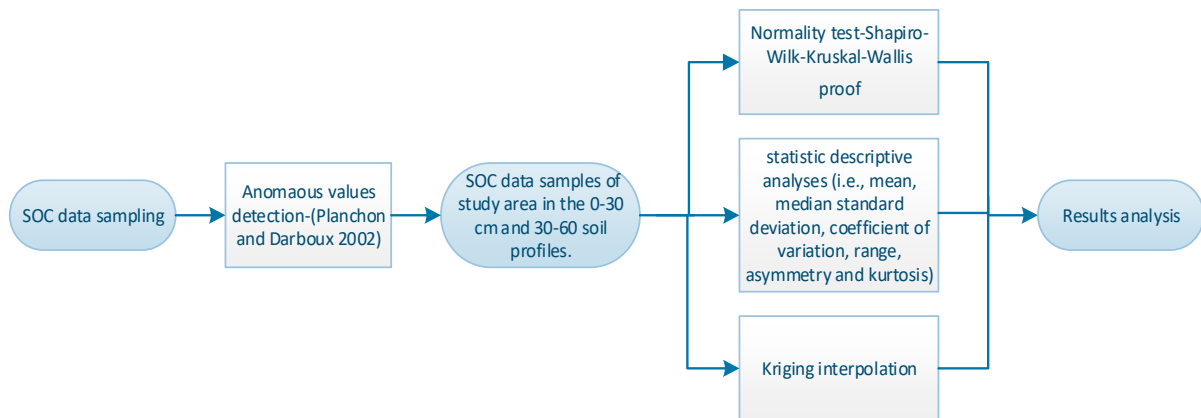 SOC data sampling
Anomaous values
detection-(Planchon
and Darboux 2002)
SOC data samples of
study area in the 0-30
cm and 30-60 soil
profiles.
Normality test-Shapiro-
Wilk-Kruskal-Wallis
proof
statistic descriptive
analyses (i.e., mean,
median standard
deviation, coefficient of
variation, range,
asymmetry and kurtosis)
Kriging interpolation
Results analysis